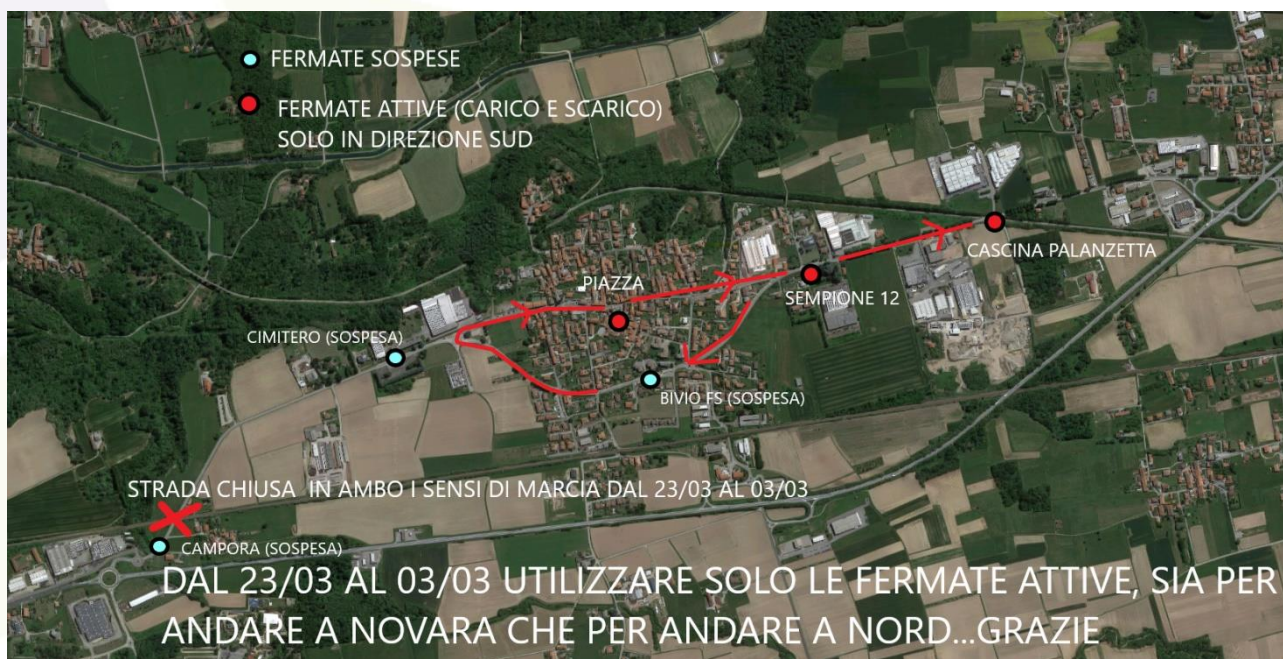 FERMATE SOSPESE
FERMATE ATTIVE (CARICO E SCARICO)
SOLO IN DIREZIONE SUD
CASCINA PALANZETTA
PIAZZA
SEMPIONE 12
CIMITERO (SOSPESA)
BIVIO FS (SOSPESA)
STRADA CHIUSA IN AMBO I SENSI DI MARCIA DAL 23/03 AL 03/03
CAMPORA (SOSPESA)
DAL 23/03 AL 03/03 UTILIZZARE SOLO LE FERMATE ATTIVE, SIA PER
ANDARE A NOVARA CHE PER ANDARE A NORD...GRAZIE